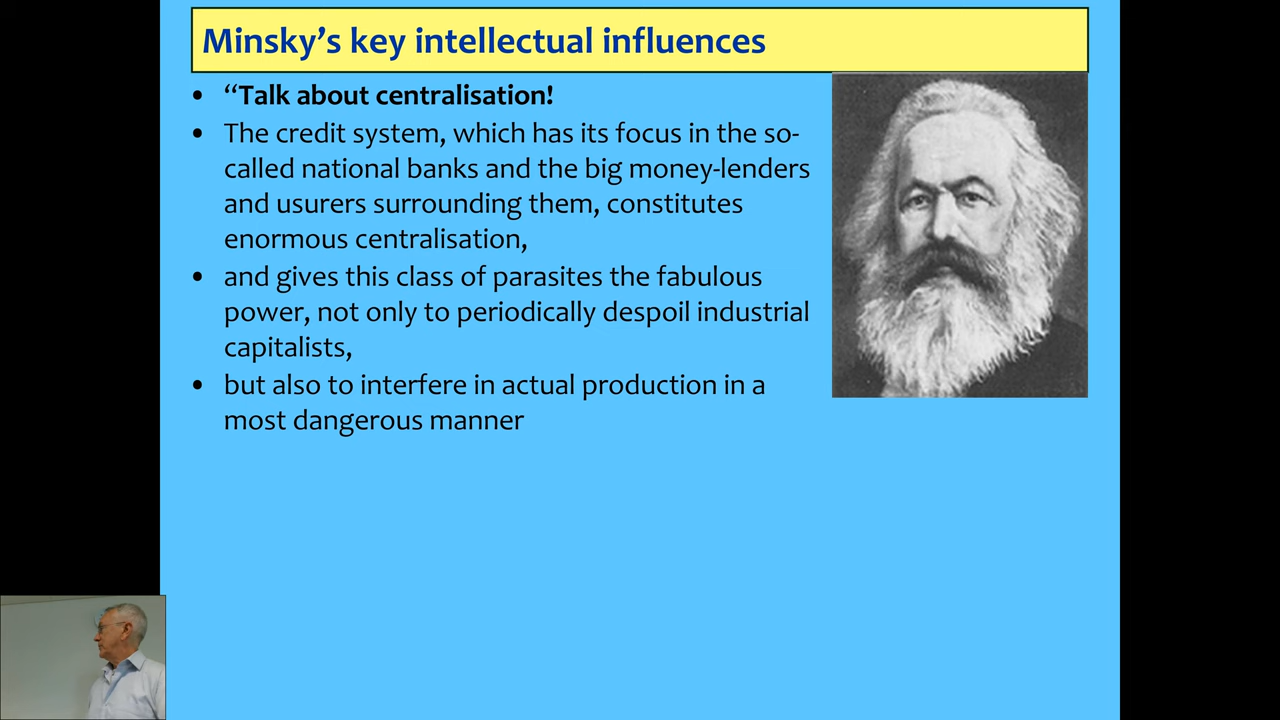 Minsky’s key intellectual influences
• “Talk about centralisation!
• The credit system, which has its focus in the so-
called national banks and the big money-lenders
and usurers surrounding them, constitutes
enormous centralisation,
• and gives this class of parasites the fabulous
power, not only to periodically despoil industrial
capitalists,
• but also to interfere in actual production in a
most dangerous manner